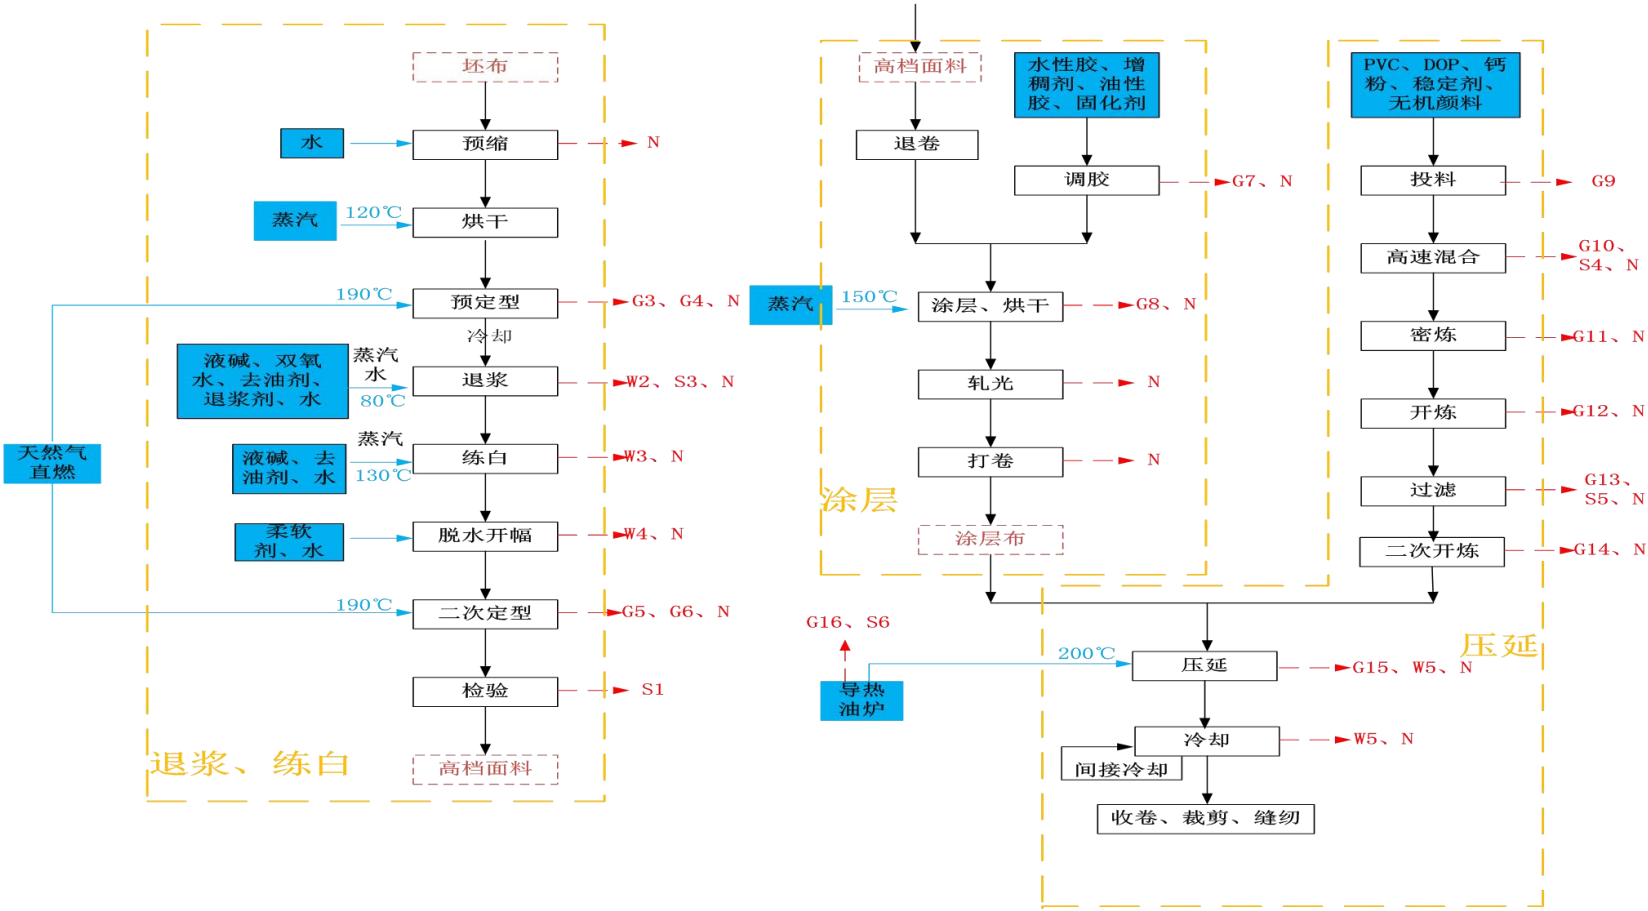 坯布
水
预缩
N
蒸汽
120℃
烘干
190℃
预定型
G3、G4、N
冷却
液碱、双氧
水、去油剂、
退浆剂、水
蒸汽
水
80℃
退浆
W2、S3、N
天然气
直燃
液碱、去
油剂、水
蒸汽
130℃
练白
W3、N
柔软
剂、水
脱水开幅
W4、N
190℃
二次定型
G5、G6、N
检验
S1
高档面料
退浆、练白
高档面料
水性胶、增
稠剂、油性
胶、固化剂
退卷
调胶
G7、N
蒸汽
150℃
涂层、烘干
G8、N
轧光
N
打卷
N
涂层
涂层布
PVC、DOP、钙
粉、稳定剂、
无机颜料
投料
G9
高速混合
G10、
S4、N
密炼
G11、N
开炼
G12、N
过滤
G13、
S5、N
二次开炼
G14、N
G16、S6
导热
油炉
200℃
压延
G15、W5、N
压延
冷却
W5、N
间接冷却
收卷、裁剪、缝纫